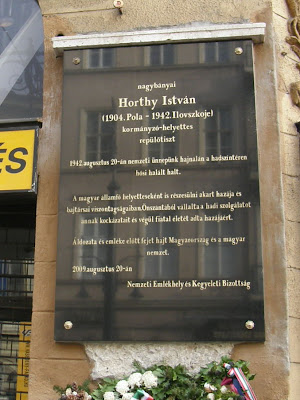 nagybányai
Horthy István
(1904. Pola - 1942. Ilovszkoje)
kormányzó-helyettes
repülőtiszt
1942. augusztus 20-án nemzeti ünnepünk hajnalán a hadszíntéren
hősi halált halt.
A magyar államfő helyetteseként is részesülni akart hazája és
bajtársai viszontagságaiban. Önszántából vállalta a hadi szolgálatot
annak kockázatait és végül fiatal életét adta hazájáért.
Áldozata és emléke előtt fejet hajt Magyarország és a magyar
nemzet.
2009. augusztus 20-án
Nemzeti Emlékhely és Kegyeleti Bizottság
ÉS